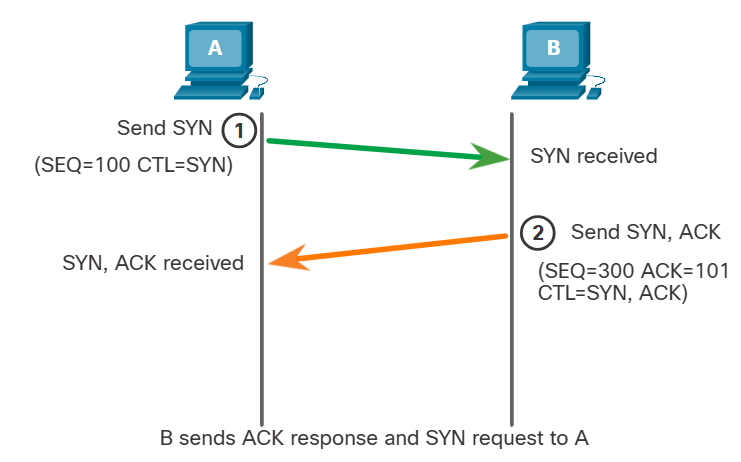 A
B
Send SYN 1
(SEQ=100 CTL=SYN)
SYN received
2 Send SYN, ACK
SYN, ACK received
(SEQ=300 ACK=101
CTL=SYN, ACK)
B sends ACK response and SYN request to A